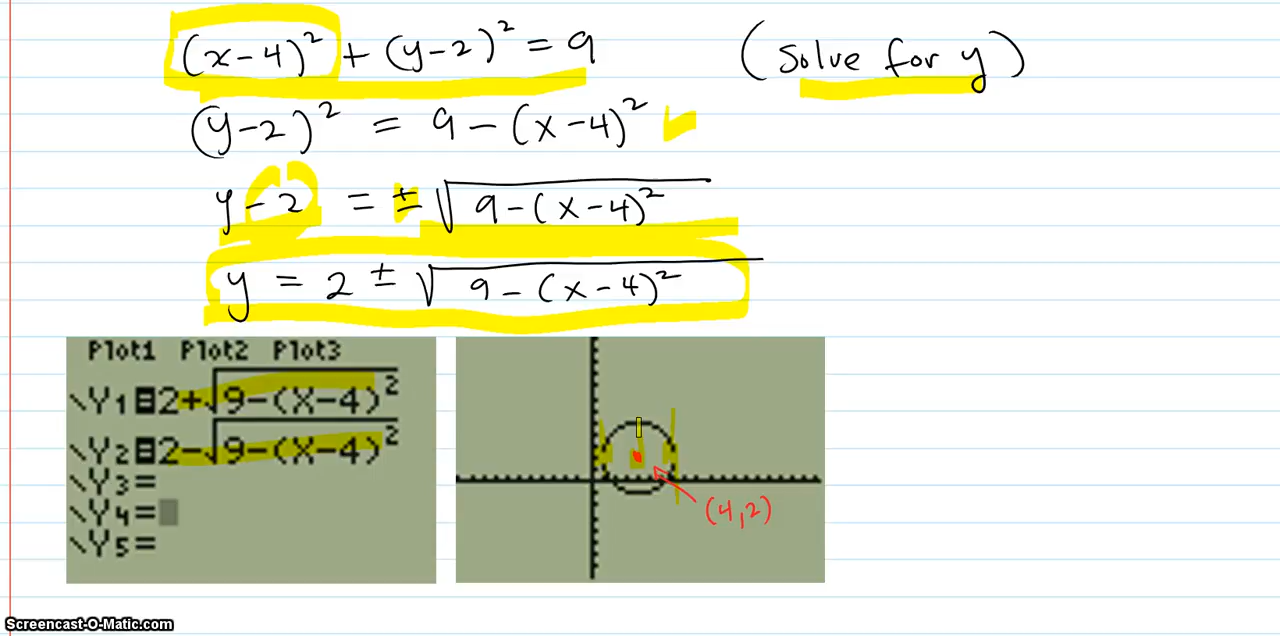 (x-4)² + (y-2)² = 9 (Solve for y)
(y-2)² = 9 - (x-4)²
y - 2 = ± √(9-(x-4)²)
y = 2 ± √(9-(x-4)²)
Plot1 Plot2 Plot3
\Y1=2+√(9-(X-4)²)
\Y2=2-√(9-(X-4)²)
\Y3=
\Y4=
\Y5=
(4,2)
Screencast-O-Matic.com